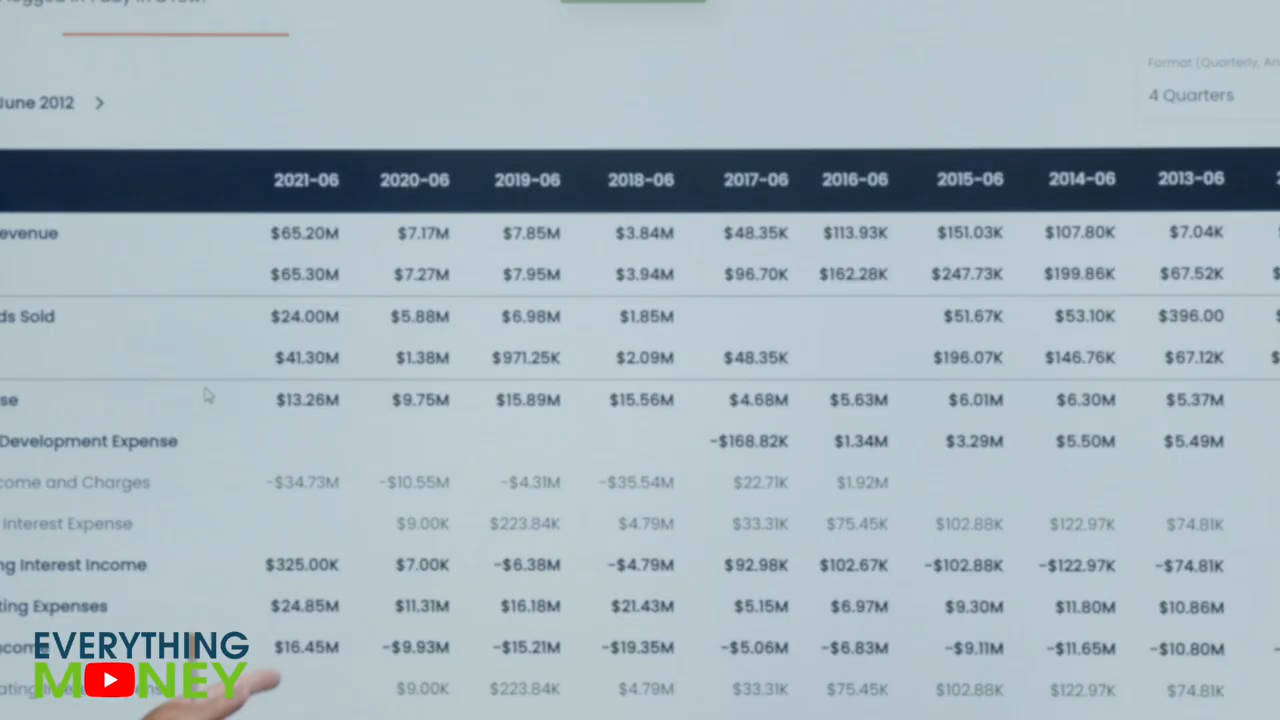 June 2012 >
Format (Quarterly, An
4 Quarters
2021-06 2020-06 2019-06 2018-06 2017-06 2016-06 2015-06 2014-06 2013-06
evenue $65.20M $7.17M $7.85M $3.84M $48.35K $113.93K $151.03K $107.80K $7.04K
$65.30M $7.27M $7.95M $3.94M $96.70K $162.28K $247.73K $199.86K $67.52K
ds Sold $24.00M $5.88M $6.98M $1.85M $51.67K $53.10K $396.00
$41.30M $1.38M $971.25K $2.09M $48.35K $196.07K $146.76K $67.12K
se $13.26M $9.75M $15.89M $15.56M $4.68M $5.63M $6.01M $6.30M $5.37M
Development Expense -$168.82K $1.34M $3.29M $5.50M $5.49M
come and Charges -$34.73M -$10.55M -$4.31M -$35.54M $22.71K $1.92M
Interest Expense $9.00K $223.84K $4.79M $33.31K $75.45K $102.88K $122.97K $74.81K
ng Interest Income $325.00K $7.00K -$6.38M -$4.79M $92.98K $102.67K -$102.88K -$122.97K -$74.81K
ting Expenses $24.85M $11.31M $16.18M $21.43M $5.15M $6.97M $9.30M $11.80M $10.86M
$16.45M -$9.93M -$15.21M -$19.35M -$5.06M -$6.83M -$9.11M -$11.65M -$10.80M
$9.00K $223.84K $4.79M $33.31K $75.45K $102.88K $122.97K $74.81K
EVERYTHING
MONEY